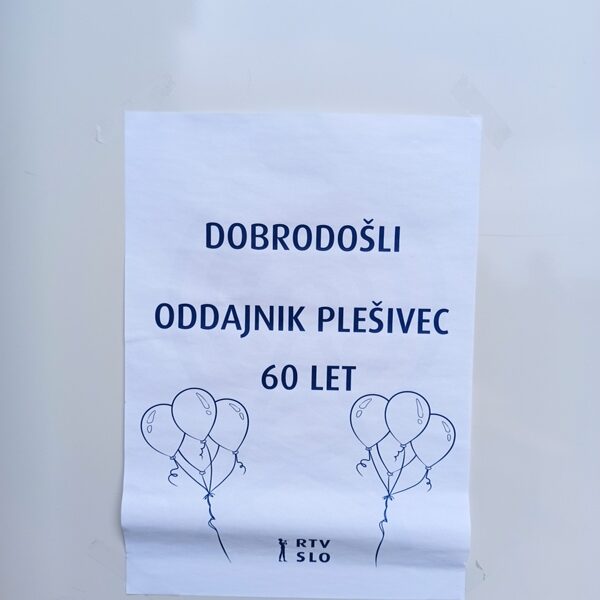 DOBRODOŠLI
ODDAJNIK PLEŠIVEC
60 LET
RTV
SLO